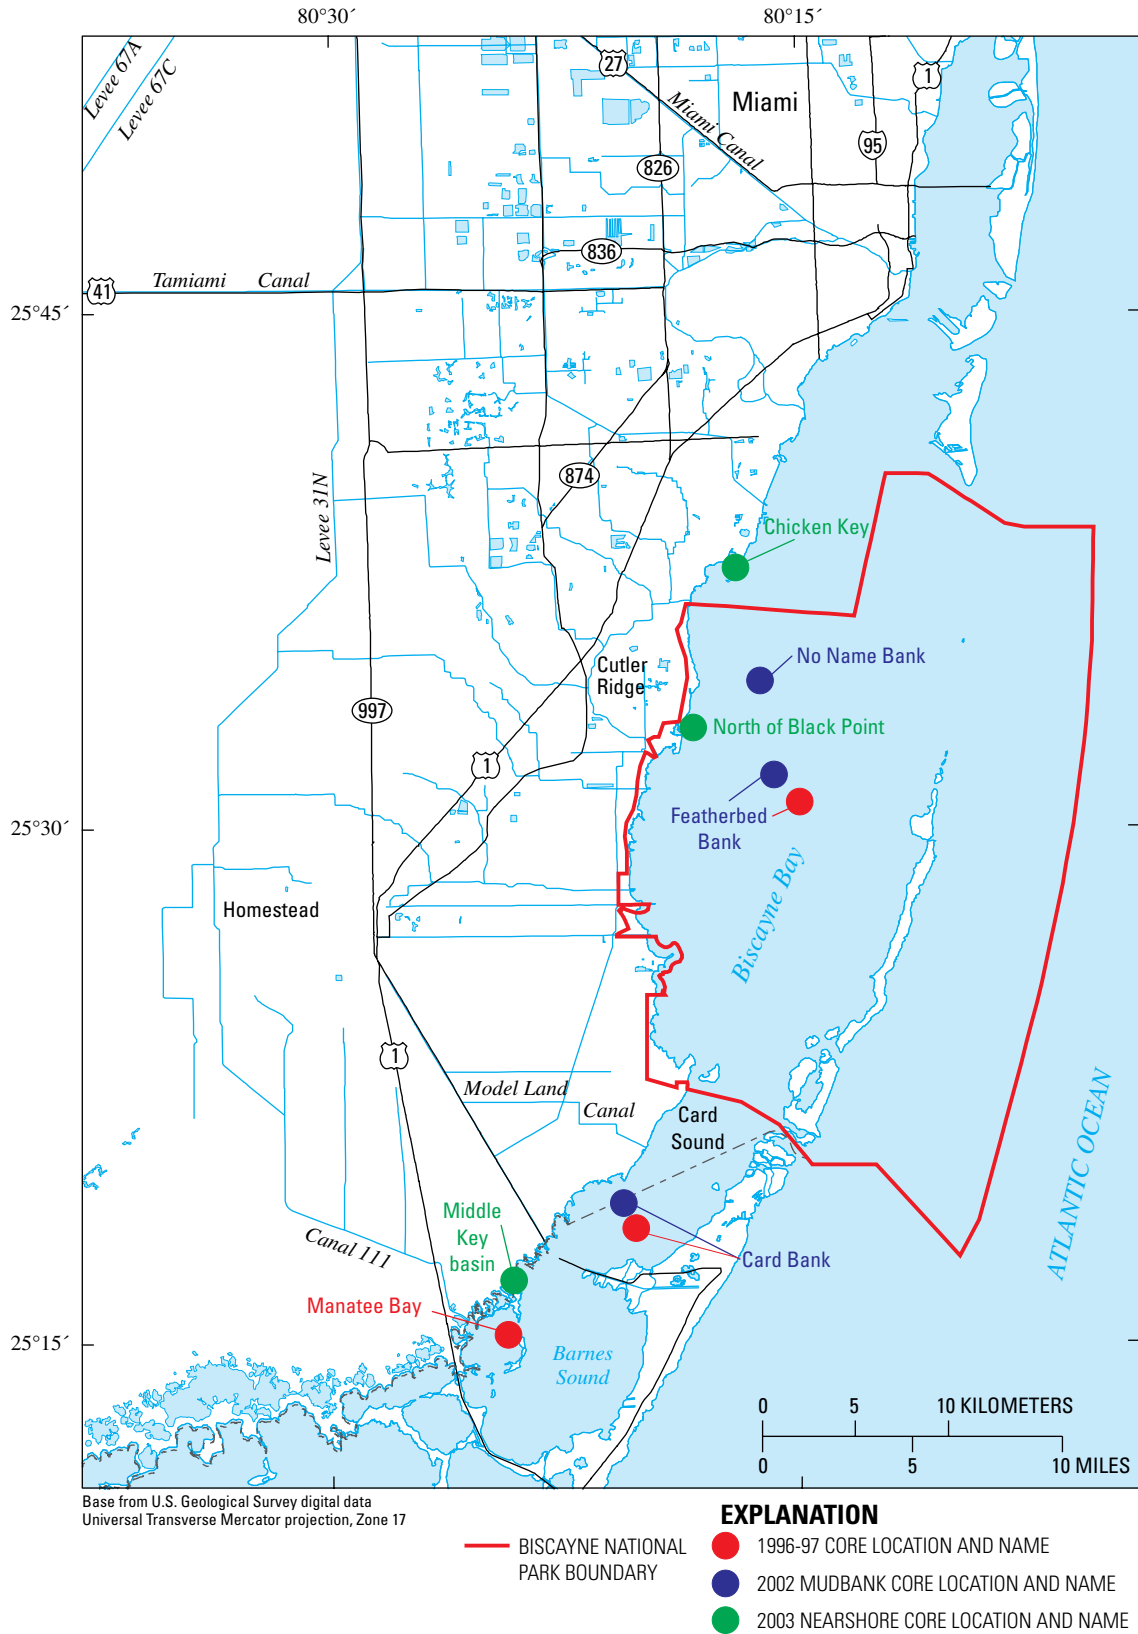 80°30´
80°15´
Levee 67A
Levee 67C
27
1
Miami
Miami Canal
95
826
836
41
Tamiami Canal
25°45´
Levee 31N
874
Chicken Key
No Name Bank
Cutler
Ridge
997
North of Black Point
1
Featherbed
Bank
25°30´
Biscayne Bay
Homestead
1
Model Land
Canal
Card
Sound
ATLANTIC OCEAN
Middle
Key
basin
Canal 111
Card Bank
Manatee Bay
25°15´
Barnes
Sound
0 5 10 KILOMETERS
0 5 10 MILES
Base from U.S. Geological Survey digital data
Universal Transverse Mercator projection, Zone 17
EXPLANATION
BISCAYNE NATIONAL
PARK BOUNDARY
1996-97 CORE LOCATION AND NAME
2002 MUDBANK CORE LOCATION AND NAME
2003 NEARSHORE CORE LOCATION AND NAME